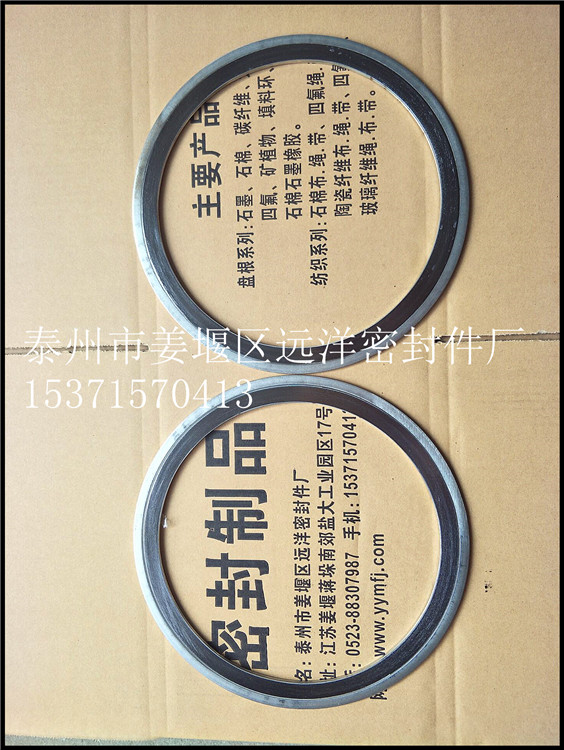 主要产品
盘根系列:石墨、石棉、碳纤维、
四氟、矿植物、填料环、
石棉石墨橡胶。
纺织系列:石棉布.绳.带、四氟绳.
陶瓷纤维布.绳.带、四
玻璃纤维绳.布.带。
泰州市姜堰区远洋密封件厂
15371570413
密封制品
名:泰州市姜堰区远洋密封件厂
址:江苏姜堰蒋垛南郊盐大工业园区17号
0523-88307987 手机:15371570413
www.yymfj.com